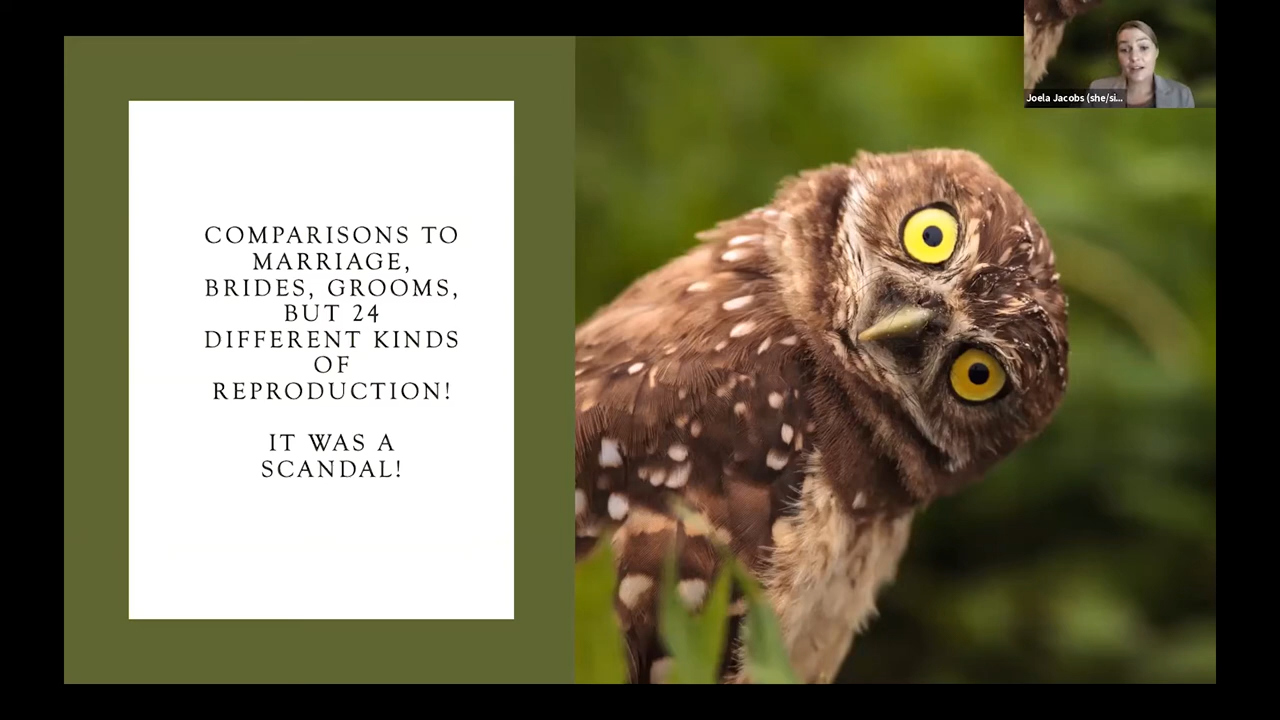 COMPARISONS TO
MARRIAGE,
BRIDES, GROOMS,
BUT 24
DIFFERENT KINDS
OF
REPRODUCTION!
IT WAS A
SCANDAL!
Joela Jacobs (she/si...